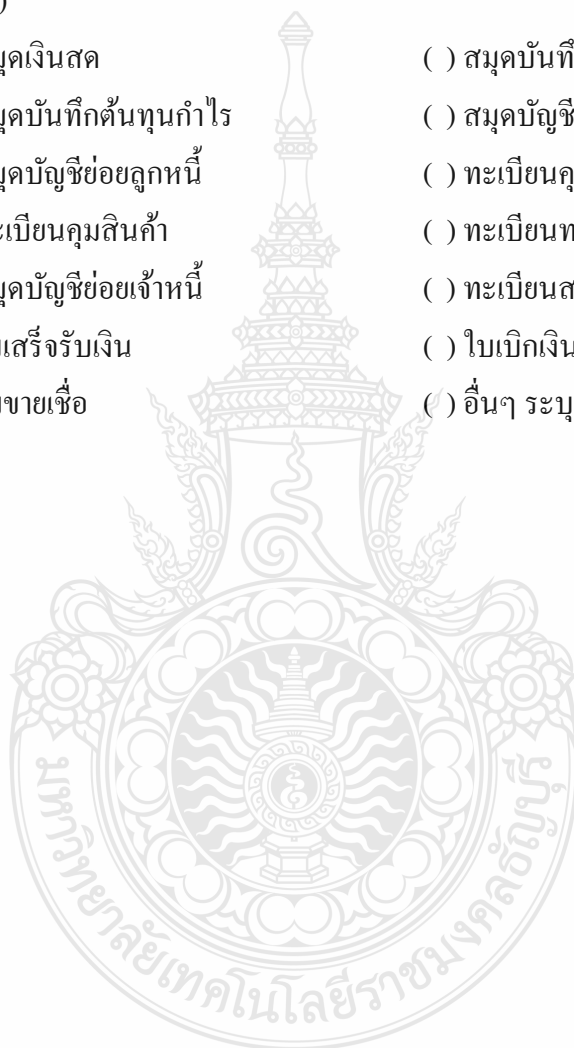 )
มุดเงินสด ( ) สมุดบันทึ
มุดบันทึกต้นทุนกำไร ( ) สมุดบัญชี
มุดบัญชีย่อยลูกหนี้ ( ) ทะเบียนคุ
ะเบียนคุมสินค้า ( ) ทะเบียนท
มุดบัญชีย่อยเจ้าหนี้ ( ) ทะเบียนส
เสร็จรับเงิน ( ) ใบเบิกเงิน
ขายเชื่อ ( ) อื่นๆ ระบุ
มหาวิทยาลัยเทคโนโลยีราชมงคลธัญบุรี